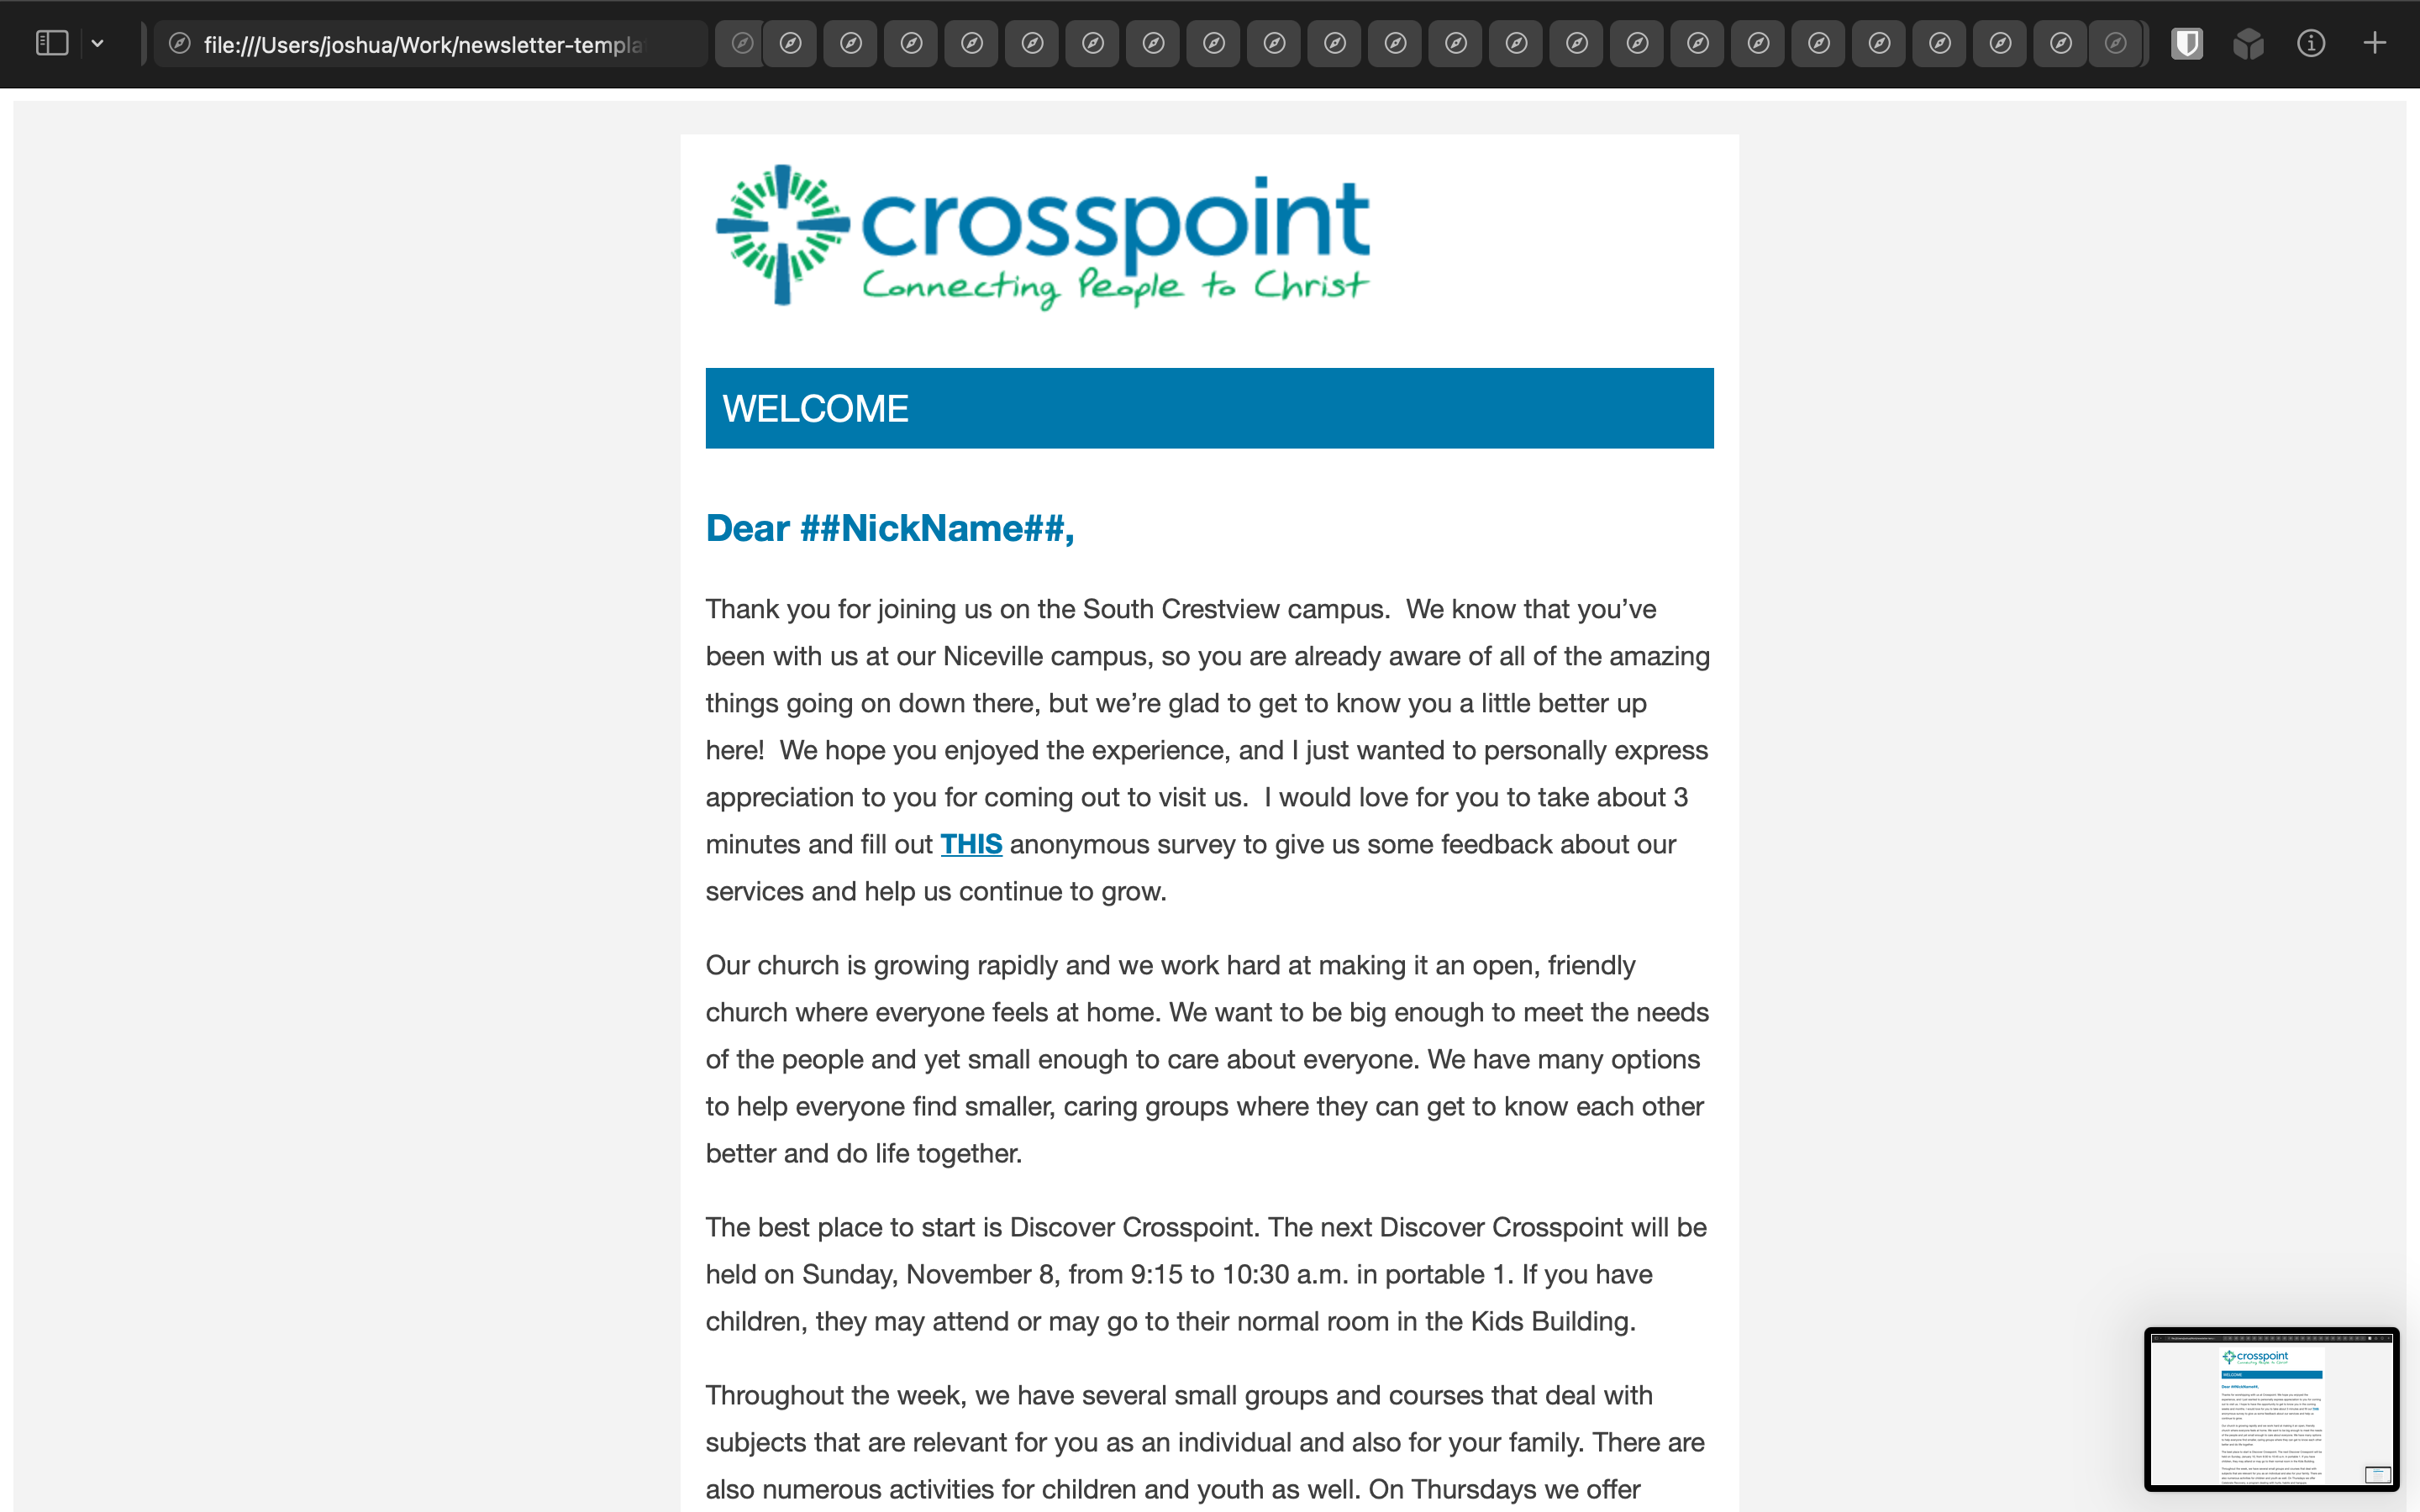 file:///Users/joshua/Work/newsletter-templa
crosspoint
Connecting People to Christ
WELCOME
Dear ##NickName##,
Thank you for joining us on the South Crestview campus.  We know that you’ve
been with us at our Niceville campus, so you are already aware of all of the amazing
things going on down there, but we’re glad to get to know you a little better up
here!  We hope you enjoyed the experience, and I just wanted to personally express
appreciation to you for coming out to visit us.  I would love for you to take about 3
minutes and fill out THIS anonymous survey to give us some feedback about our
services and help us continue to grow.
Our church is growing rapidly and we work hard at making it an open, friendly
church where everyone feels at home. We want to be big enough to meet the needs
of the people and yet small enough to care about everyone. We have many options
to help everyone find smaller, caring groups where they can get to know each other
better and do life together.
The best place to start is Discover Crosspoint. The next Discover Crosspoint will be
held on Sunday, November 8, from 9:15 to 10:30 a.m. in portable 1. If you have
children, they may attend or may go to their normal room in the Kids Building.
Throughout the week, we have several small groups and courses that deal with
subjects that are relevant for you as an individual and also for your family. There are
also numerous activities for children and youth as well. On Thursdays we offer
crosspoint
Connecting People to Christ
WELCOME
Dear ##NickName##,